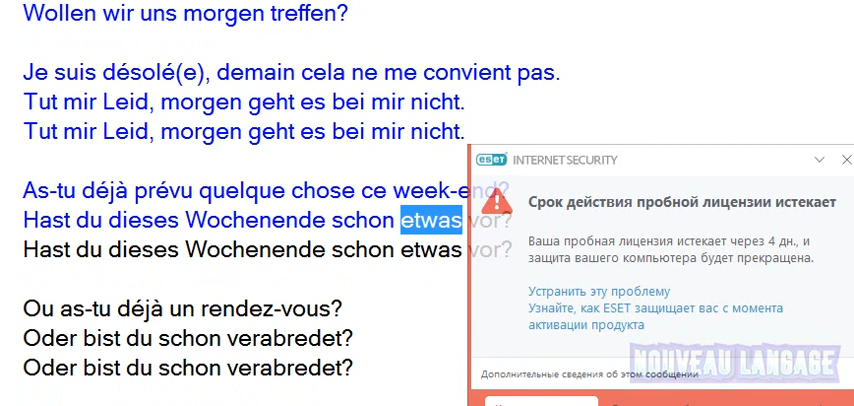 Wollen wir uns morgen treffen?
Je suis désolé(e), demain cela ne me convient pas.
Tut mir Leid, morgen geht es bei mir nicht.
Tut mir Leid, morgen geht es bei mir nicht.
As-tu déjà prévu quelque chose ce week-end?
Hast du dieses Wochenende schon etwas vor?
Hast du dieses Wochenende schon etwas vor?
Ou as-tu déjà un rendez-vous?
Oder bist du schon verabredet?
Oder bist du schon verabredet?
eset INTERNET SECURITY
Срок действия пробной лицензии истекает
Ваша пробная лицензия истекает через 4 дн., и
защита вашего компьютера будет прекращена.
Устранить эту проблему
Узнайте, как ESET защищает вас с момента
активации продукта
NOUVEAU LANGAGE
Дополнительные сведения об этом сообщении